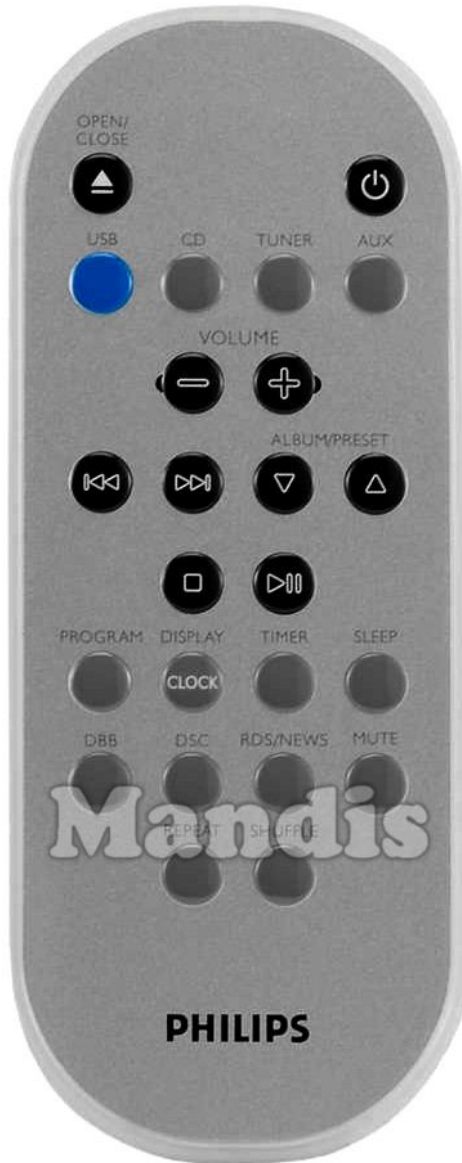 OPEN/
CLOSE
USB CD TUNER AUX
VOLUME
ALBUM/PRESET
PROGRAM DISPLAY TIMER SLEEP
CLOCK
DBB DSC RDS/NEWS MUTE
Mandis
REPEAT SHUFFLE
PHILIPS